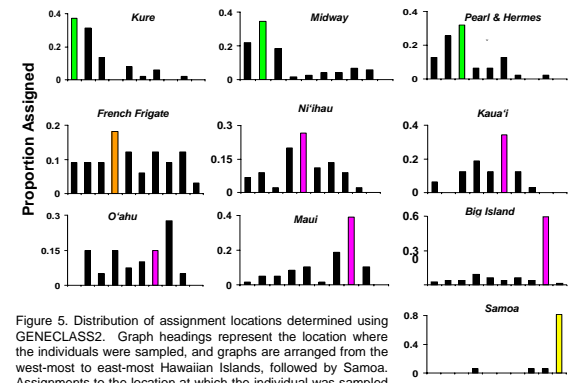 Kure
Midway
Pearl & Hermes
0.4
0.2
0
0.4
0.2
0
0.4
0.2
0
Proportion Assigned
French Frigate
Ni'ihau
Kaua'i
0.2
0.1
0
0.3
0.15
0
0.4
0.2
0
O'ahu
Maui
Big Island
0.3
0.15
0
0.4
0.2
0
0.6
0.3
0
0
Samoa
0.8
0.4
0
Figure 5. Distribution of assignment locations determined using
GENECLASS2. Graph headings represent the location where
the individuals were sampled, and graphs are arranged from the
west-most to east-most Hawaiian Islands, followed by Samoa.
Assignments to the location at which the individual was sampled